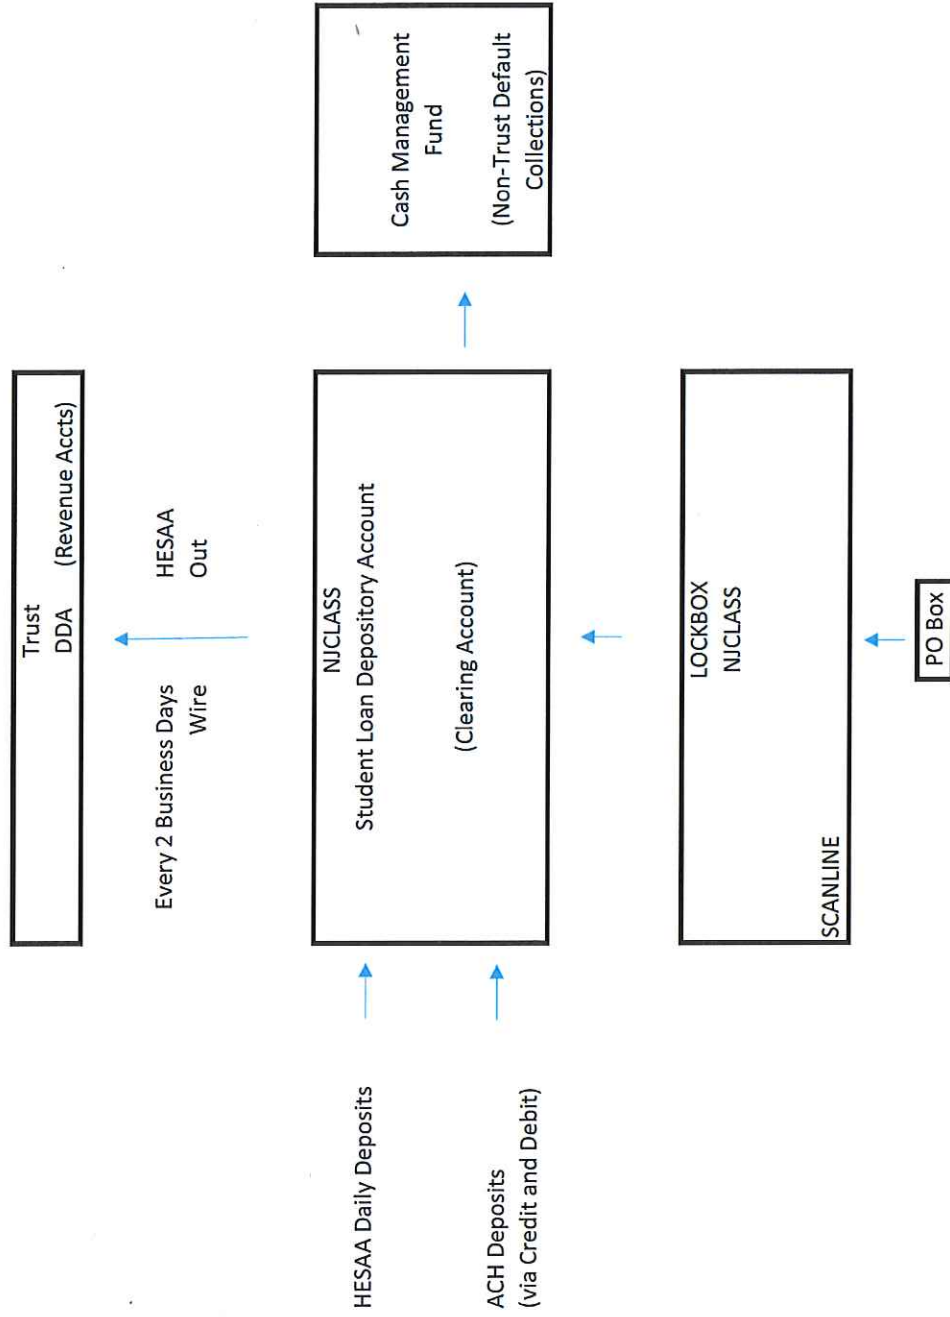 Trust
DDA (Revenue Accts)
Every 2 Business Days
Wire
HESAA
Out
HESAA Daily Deposits
ACH Deposits
(via Credit and Debit)
NJCLASS
Student Loan Depository Account
(Clearing Account)
Cash Management
Fund
(Non-Trust Default
Collections)
LOCKBOX
NJCLASS
SCANLINE
PO Box